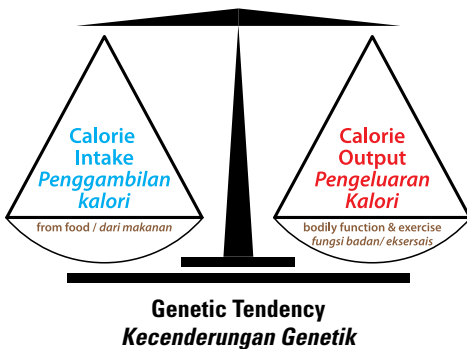 Calorie
Intake
Penggambilan
kalori
from food / dari makanan
Calorie
Output
Pengeluaran
Kalori
bodily function & exercise
fungsi badan/ eksersais
Genetic Tendency
Kecenderungan Genetik